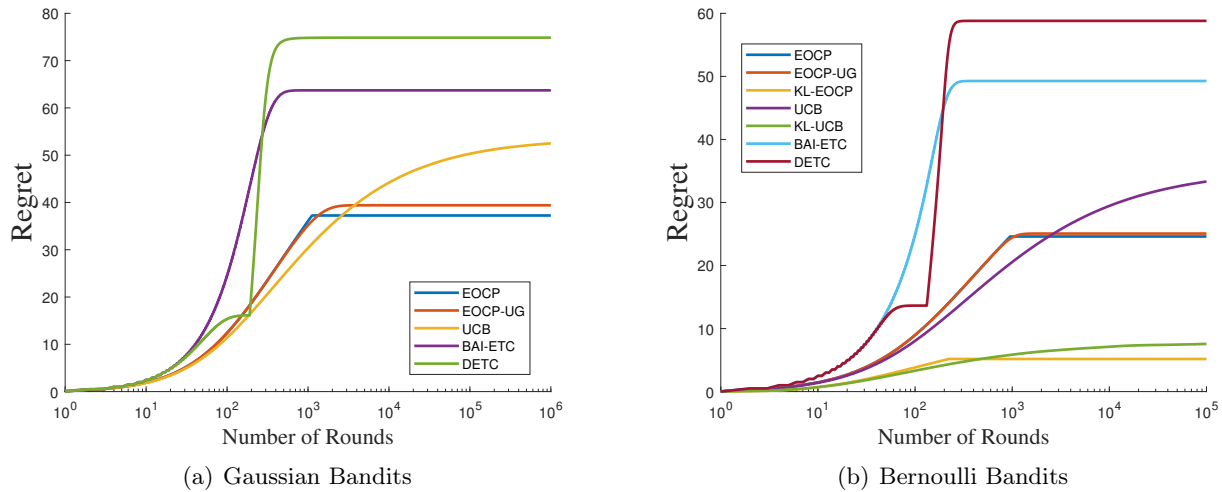 80
70
60
50
40
30
20
10
0
Regret
EOCP
EOCP-UG
UCB
BAI-ETC
DETC
10^0
10^1
10^2
10^3
10^4
10^5
10^6
Number of Rounds
(a) Gaussian Bandits
60
50
40
30
20
10
0
Regret
EOCP
EOCP-UG
KL-EOCP
UCB
KL-UCB
BAI-ETC
DETC
10^0
10^1
10^2
10^3
10^4
10^5
Number of Rounds
(b) Bernoulli Bandits